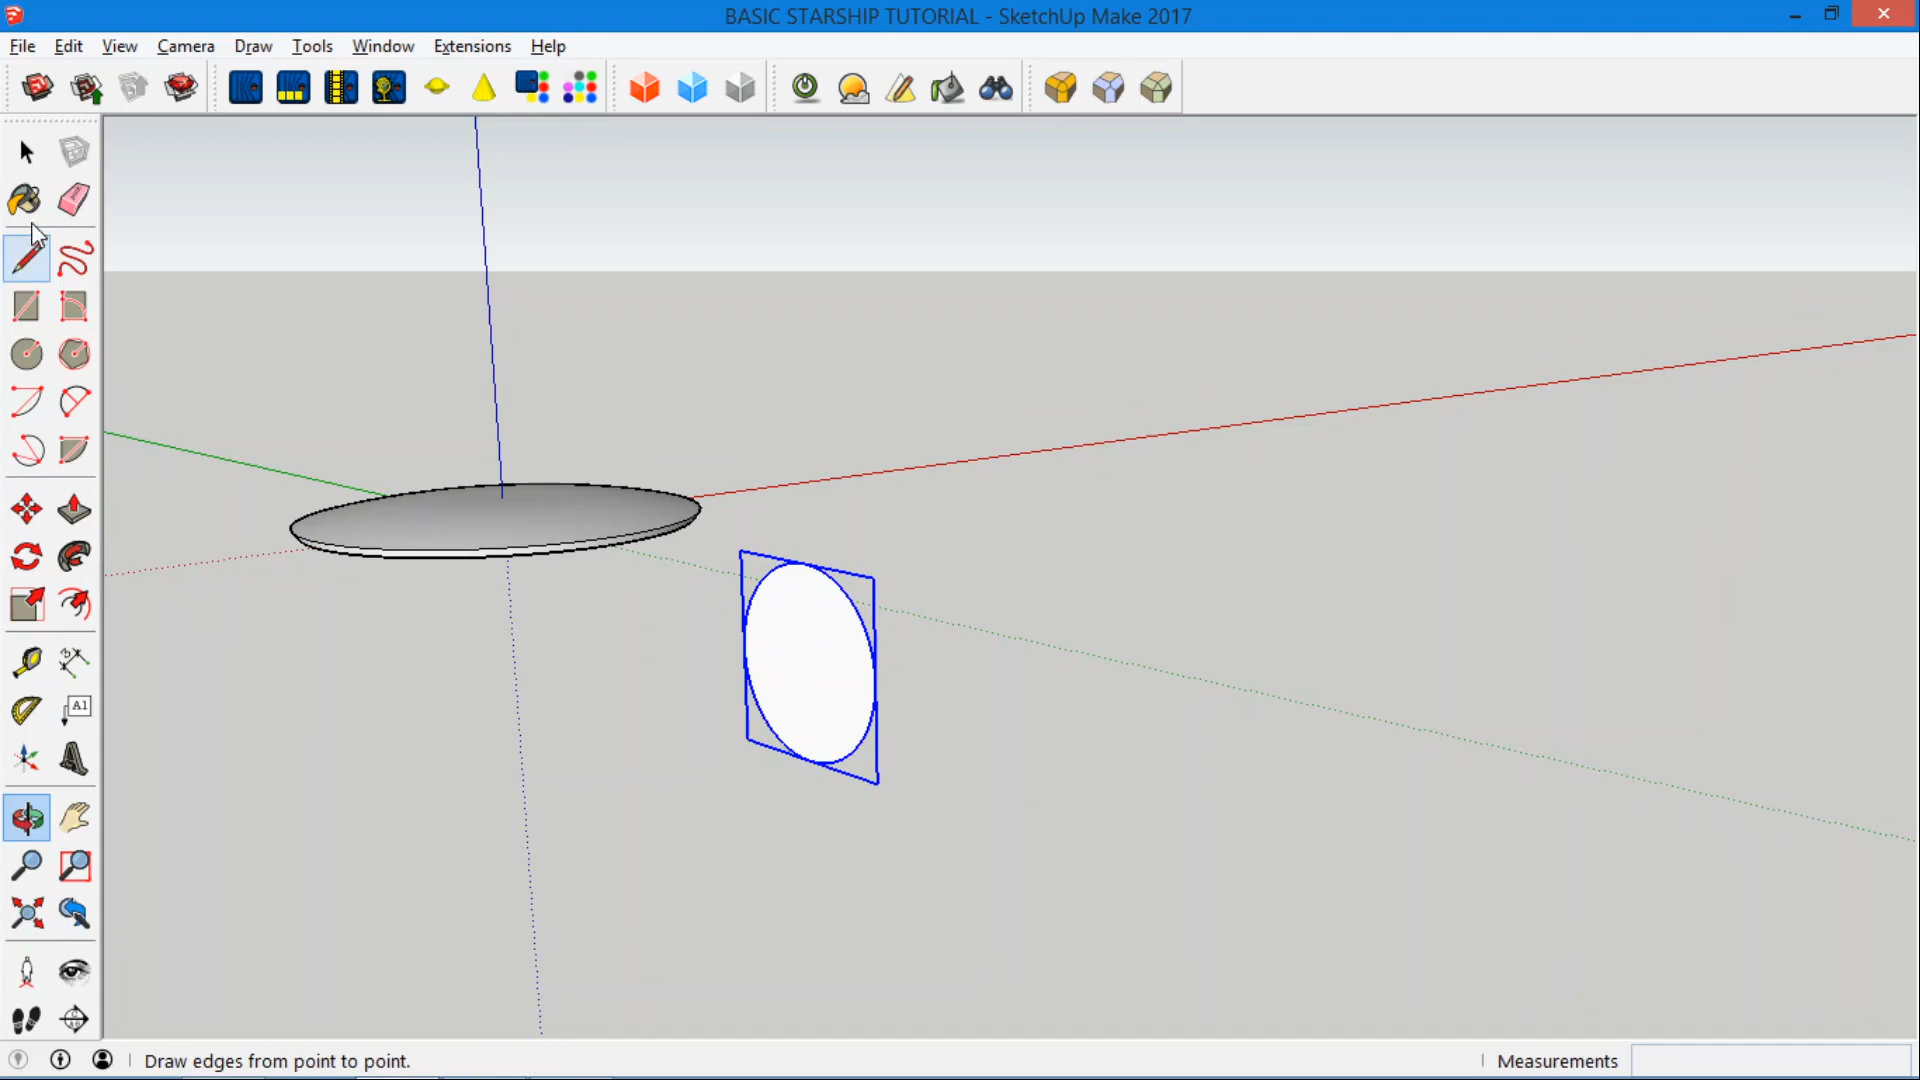 BASIC STARSHIP TUTORIAL - SketchUp Make 2017
File Edit View Camera Draw Tools Window Extensions Help
A1
Draw edges from point to point.
Measurements